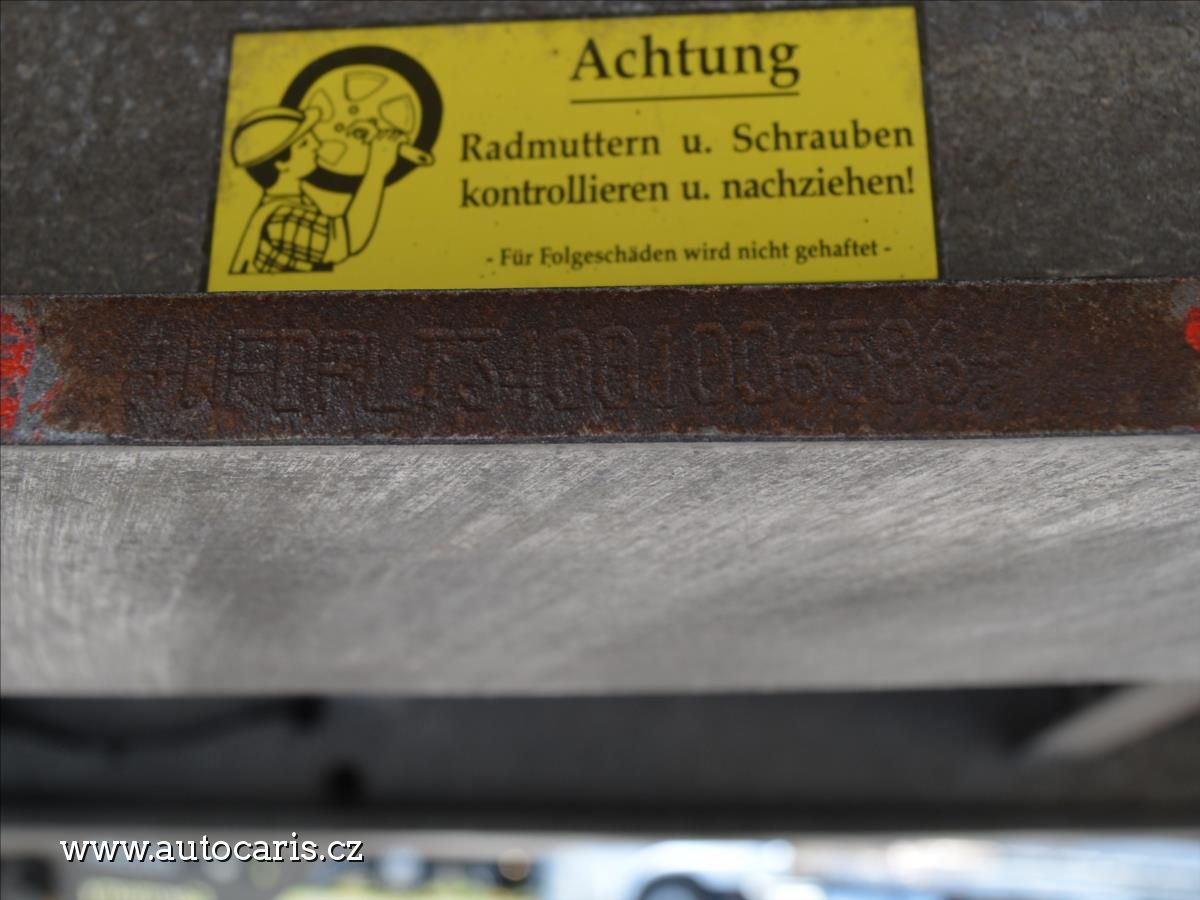 Achtung
Radmuttern u. Schrauben
kontrollieren u. nachziehen!
- Für Folgeschäden wird nicht gehaftet -
www.autocaris.cz